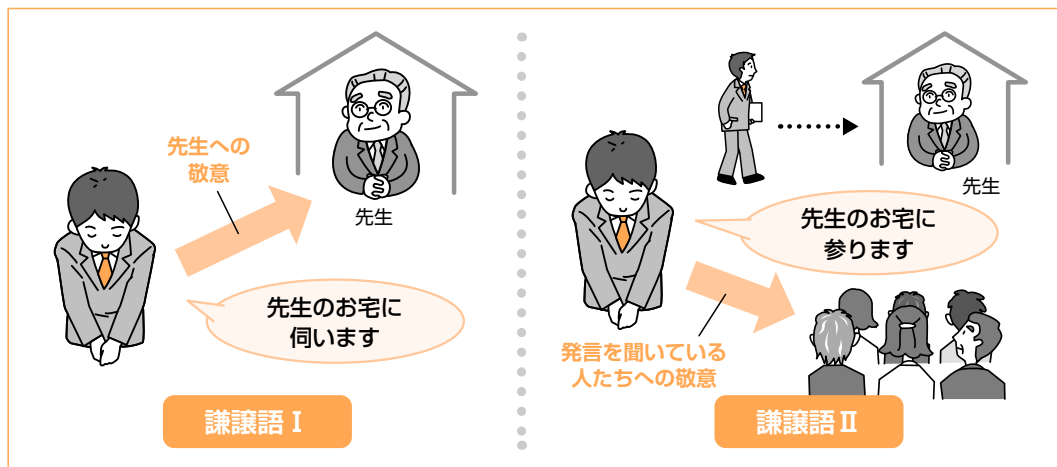 先生への
敬意
先生
先生のお宅に
伺います
謙譲語Ⅰ
先生
先生のお宅に
参ります
発言を聞いている
人たちへの敬意
謙譲語Ⅱ